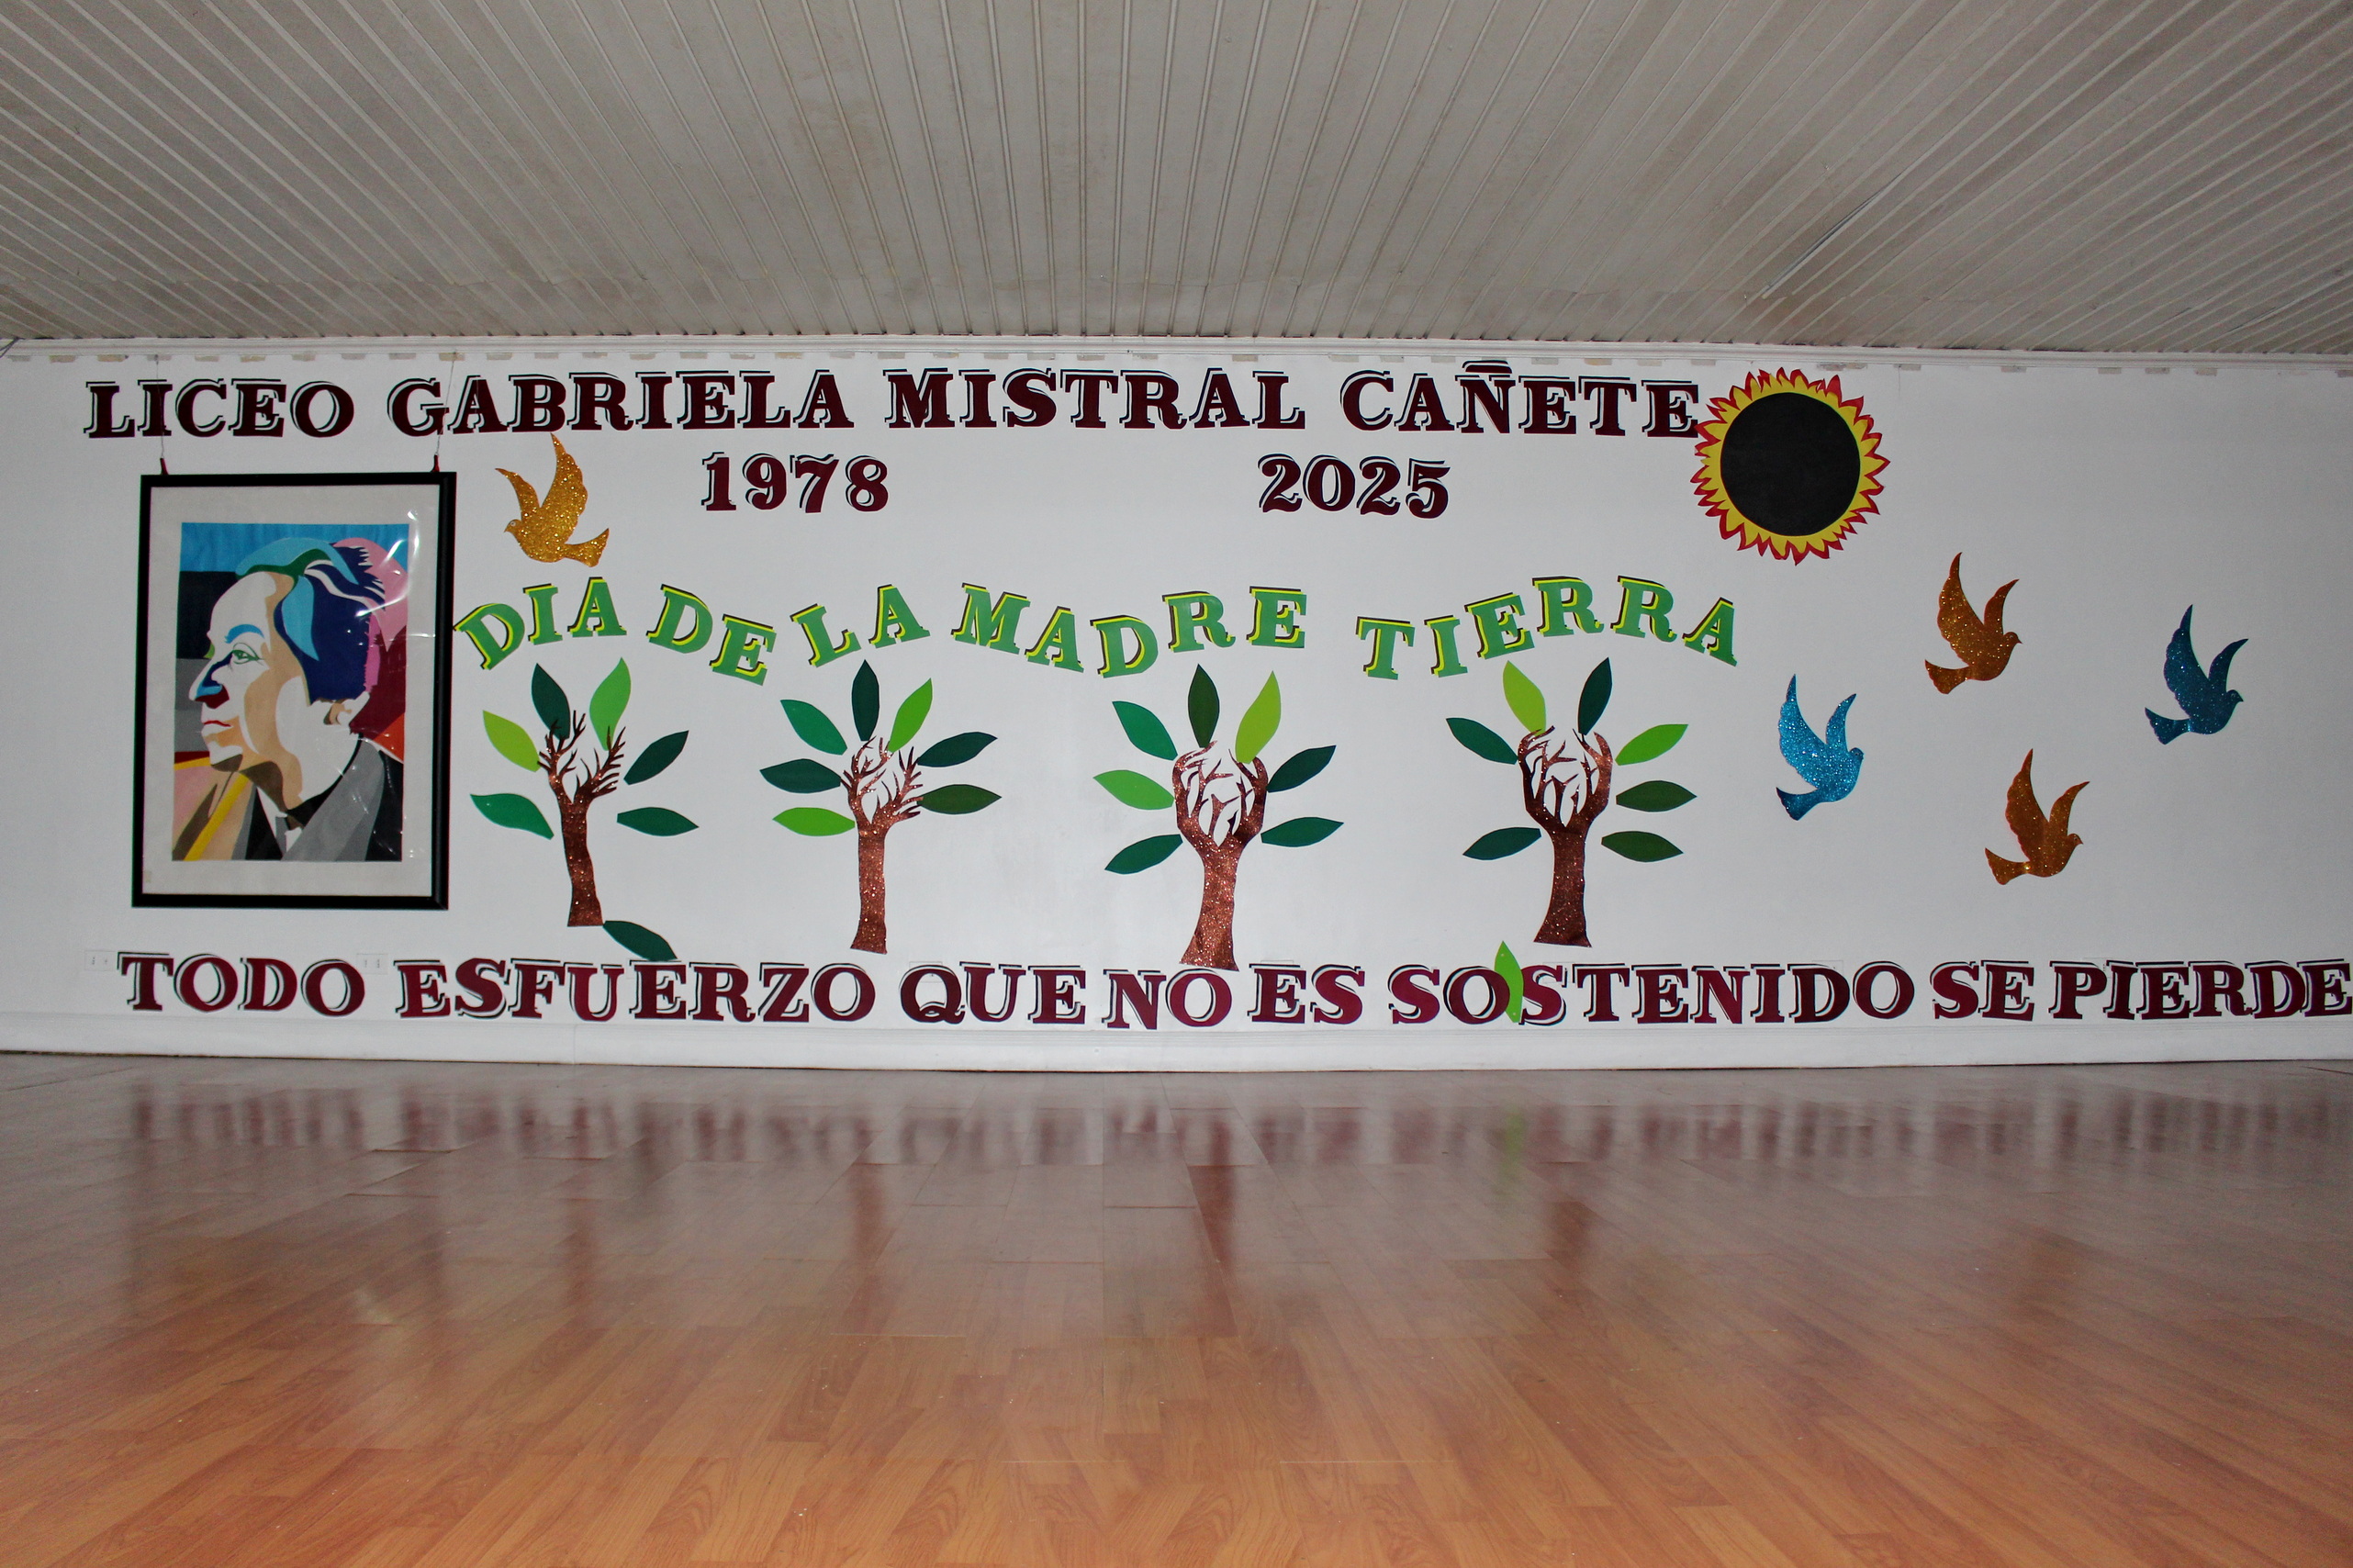 LICEO GABRIELA MISTRAL CAÑETE
1978 2025
DIA DE LA MADRE TIERRA
TODO ESFUERZO QUE NO ES SOSTENIDO SE PIERDE